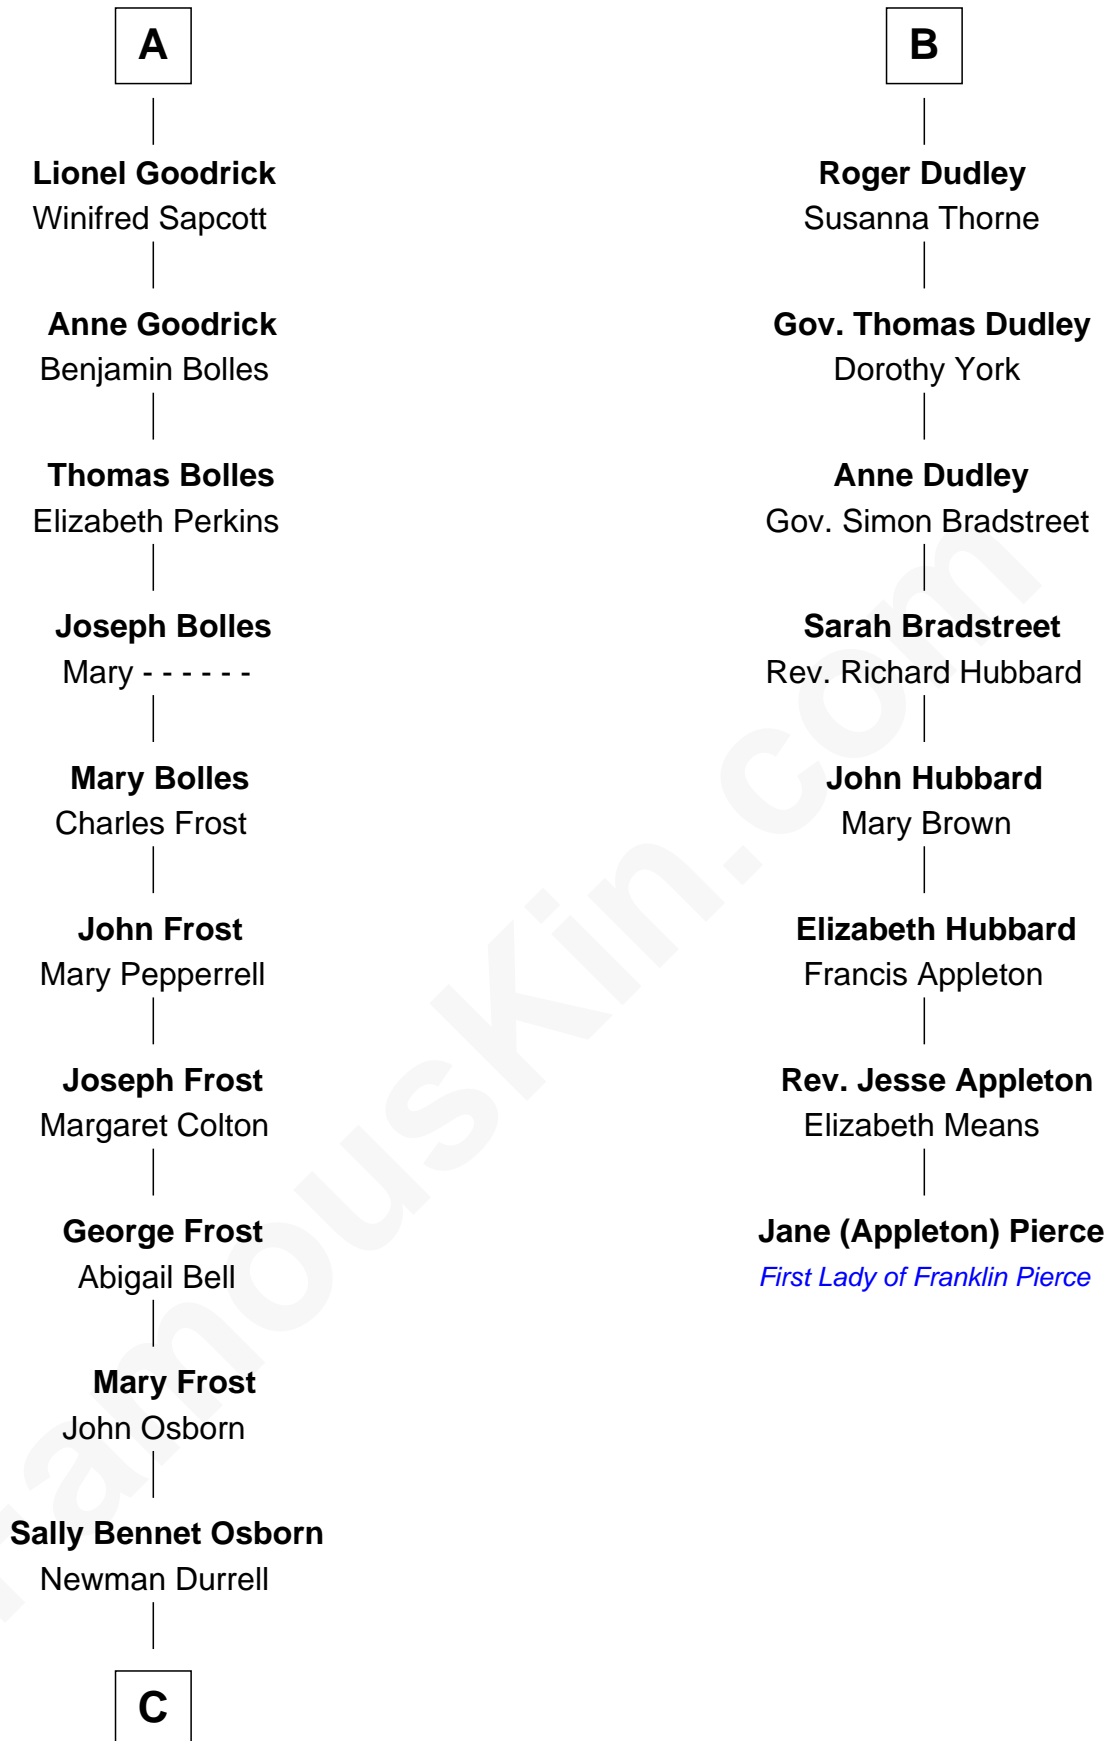 A
Lionel Goodrick
Winifred Sapcott
Anne Goodrick
Benjamin Bolles
Thomas Bolles
Elizabeth Perkins
Joseph Bolles
Mary - - - - - -
Mary Bolles
Charles Frost
John Frost
Mary Pepperrell
Joseph Frost
Margaret Colton
George Frost
Abigail Bell
Mary Frost
John Osborn
Sally Bennet Osborn
Newman Durrell
C
B
Roger Dudley
Susanna Thorne
Gov. Thomas Dudley
Dorothy York
Anne Dudley
Gov. Simon Bradstreet
Sarah Bradstreet
Rev. Richard Hubbard
John Hubbard
Mary Brown
Elizabeth Hubbard
Francis Appleton
Rev. Jesse Appleton
Elizabeth Means
Jane (Appleton) Pierce
First Lady of Franklin Pierce
FamousKin.com